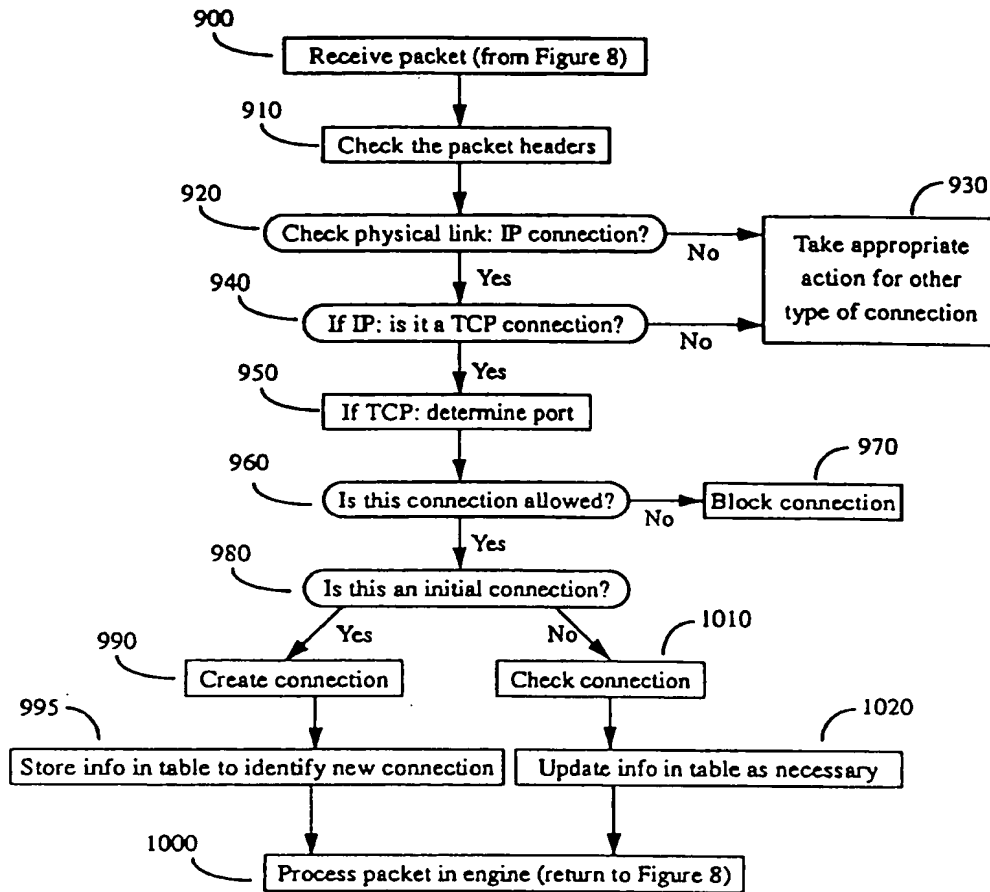 900
Receive packet (from Figure 8)
910
Check the packet headers
920
Check physical link: IP connection?
No
930
Take appropriate
action for other
type of connection
Yes
940
If IP: is it a TCP connection?
No
Yes
950
If TCP: determine port
960
Is this connection allowed?
No
970
Block connection
Yes
980
Is this an initial connection?
Yes
No
990
Create connection
1010
Check connection
995
Store info in table to identify new connection
1020
Update info in table as necessary
1000
Process packet in engine (return to Figure 8)